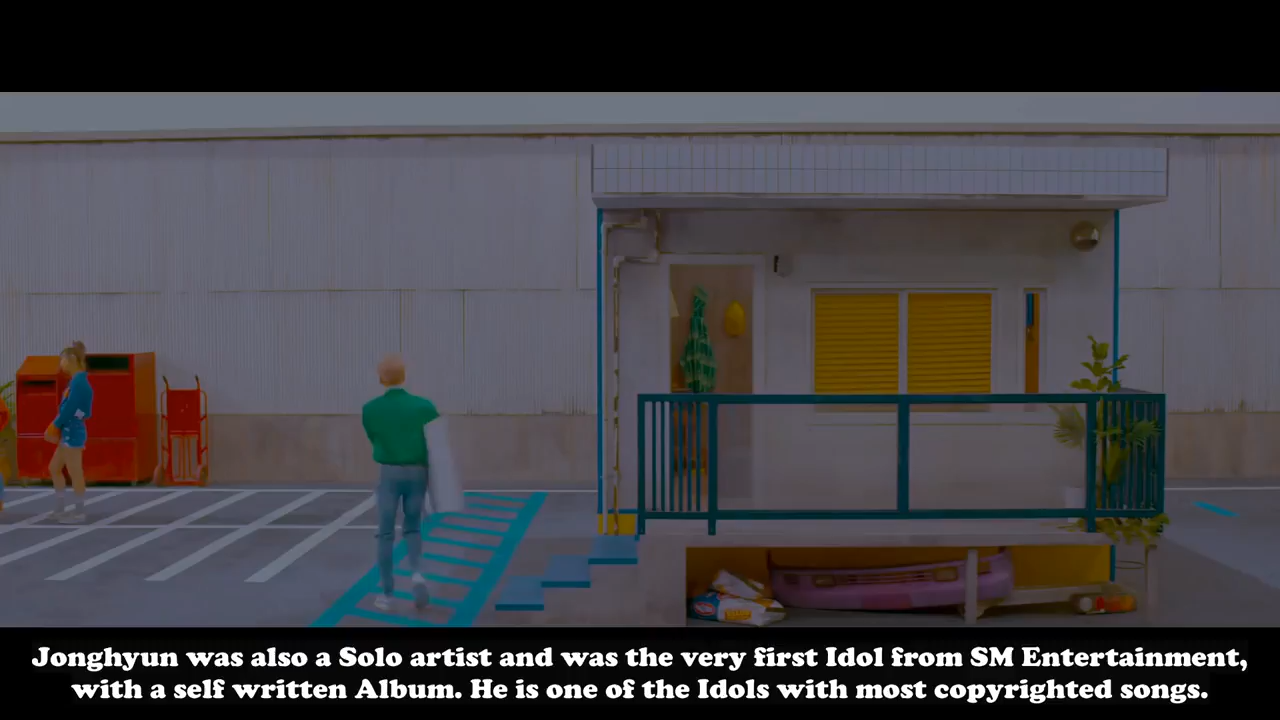 Jonghyun was also a Solo artist and was the very first Idol from SM Entertainment,
with a self written Album. He is one of the Idols with most copyrighted songs.